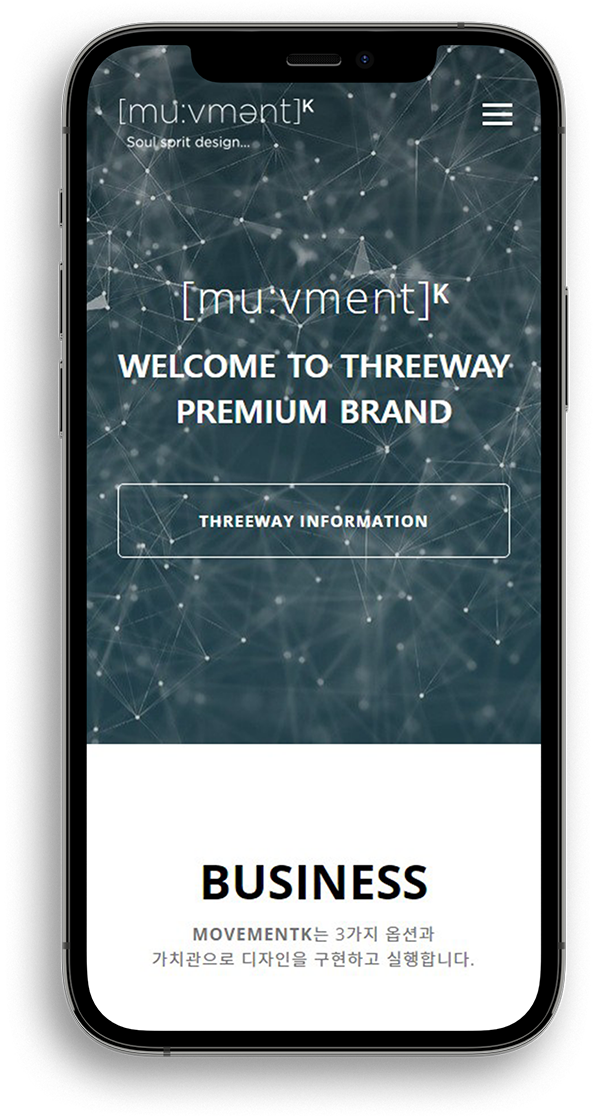 [mu:vmənt]K
Soul sprit design...
[mu:vment]K
WELCOME TO THREEWAY
PREMIUM BRAND
THREEWAY INFORMATION
BUSINESS
MOVEMENTK는 3가지 옵션과
가치관으로 디자인을 구현하고 실행합니다.